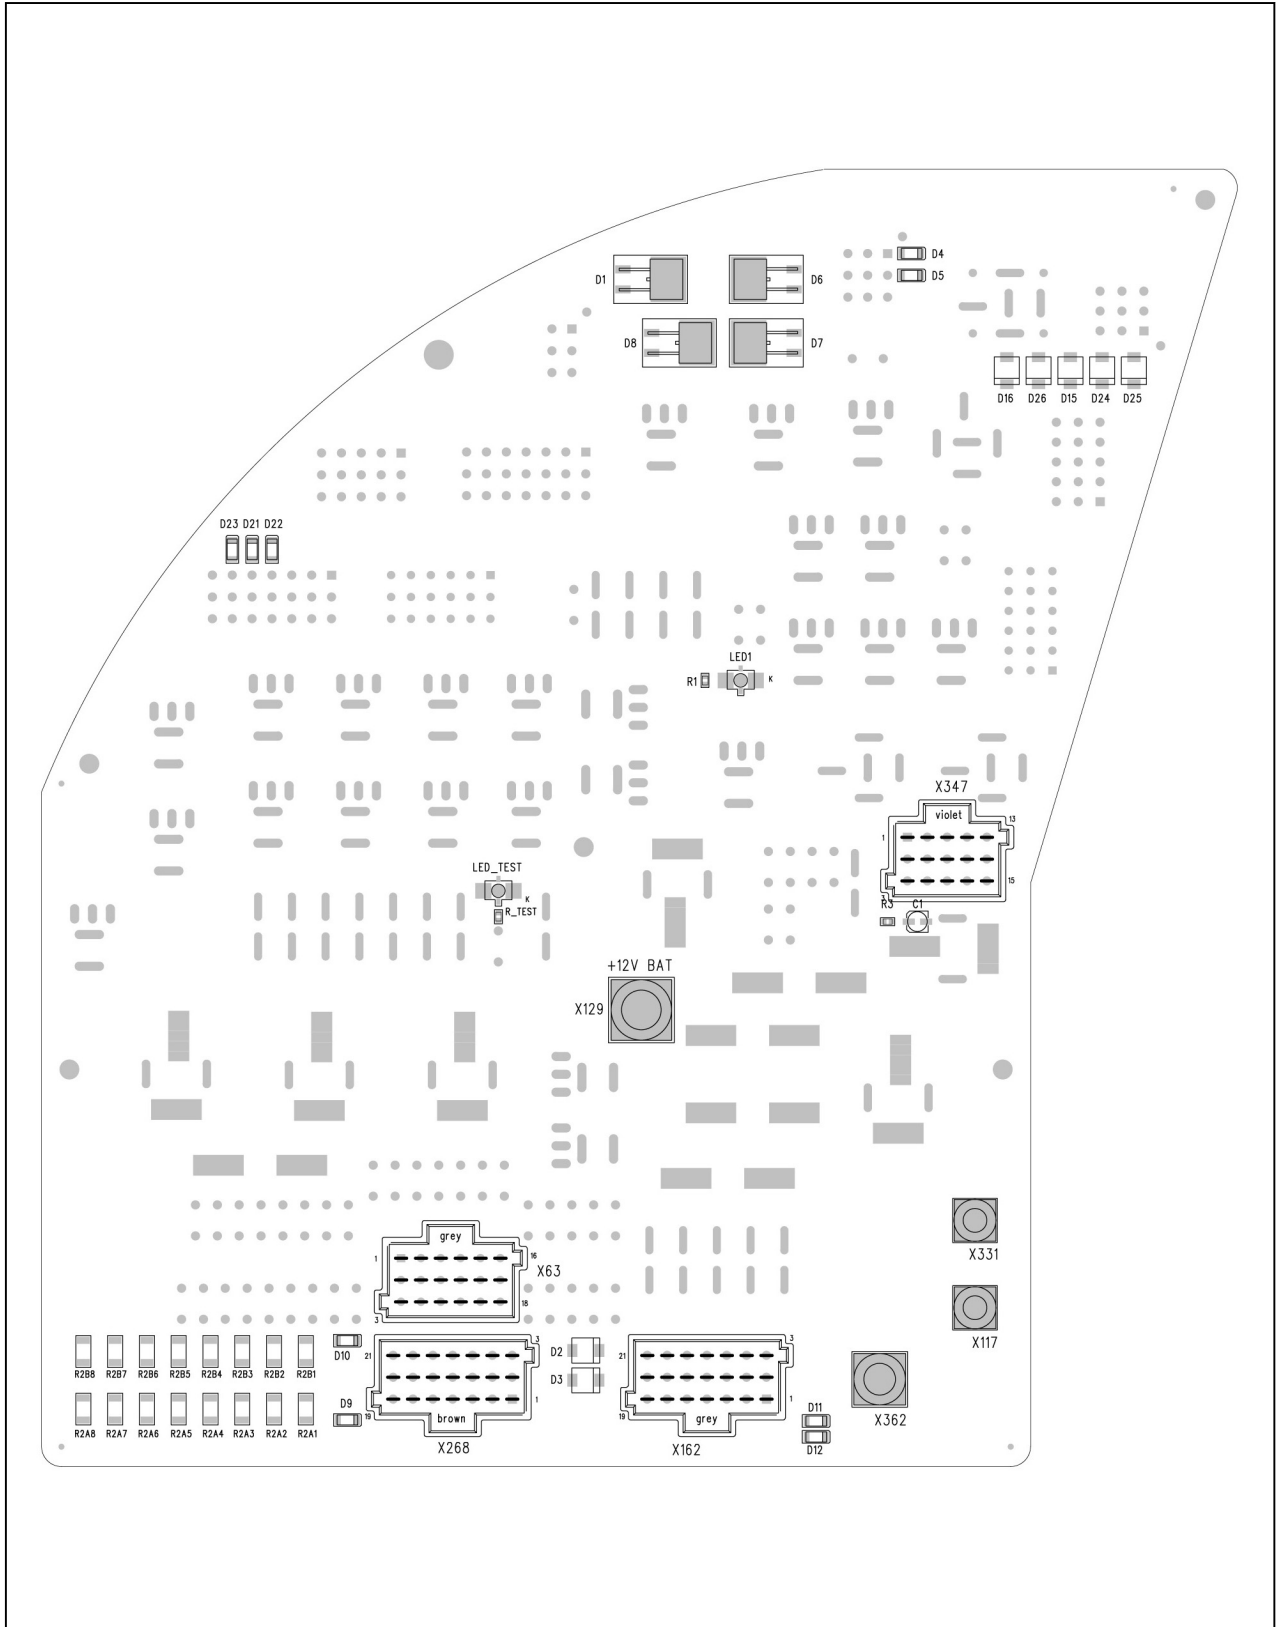 D4
D1
D6
D5
D8
D7
D16 D26 D15 D24 D25
D23 D21 D22
LED1
R1
K
X347
violet
13
1
15
3
LED_TEST
K
R_TEST
R3
C1
+12V BAT
X129
grey
1
16
X63
18
3
X331
X117
R2B8 R2B7 R2B6 R2B5 R2B4 R2B3 R2B2 R2B1
D10
21
3
D2
21
3
D3
1
1
D9
19
brown
19
grey
D11
X362
R2A8 R2A7 R2A6 R2A5 R2A4 R2A3 R2A2 R2A1
X268
X162
D12